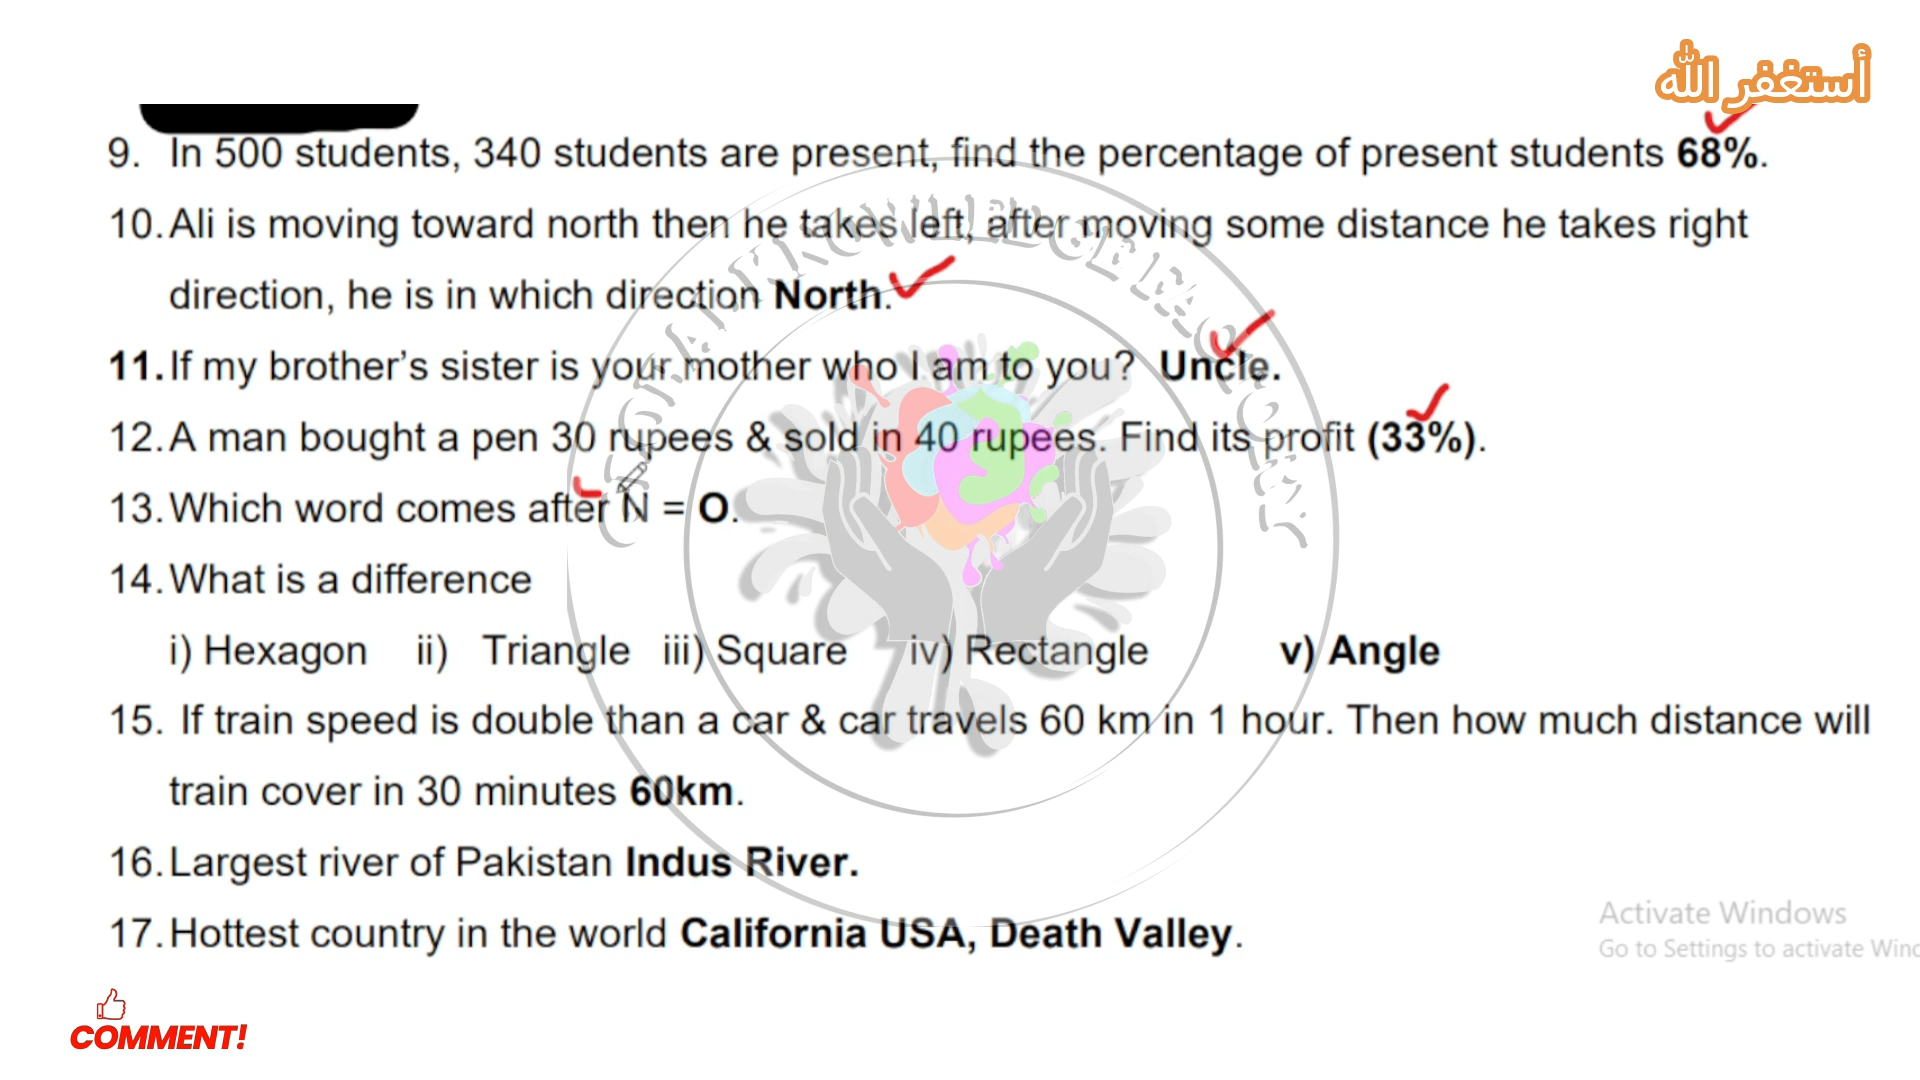 أستغفر الله
9. In 500 students, 340 students are present, find the percentage of present students 68%.
10. Ali is moving toward north then he takes left, after moving some distance he takes right
direction, he is in which direction North.
11. If my brother’s sister is your mother who I am to you? Uncle.
12. A man bought a pen 30 rupees & sold in 40 rupees. Find its profit (33%).
13. Which word comes after N = O.
14. What is a difference
i) Hexagon ii) Triangle iii) Square iv) Rectangle v) Angle
15. If train speed is double than a car & car travels 60 km in 1 hour. Then how much distance will
train cover in 30 minutes 60km.
16. Largest river of Pakistan Indus River.
17. Hottest country in the world California USA, Death Valley.
Activate Windows
Go to Settings to activate Wind
COMMENT!